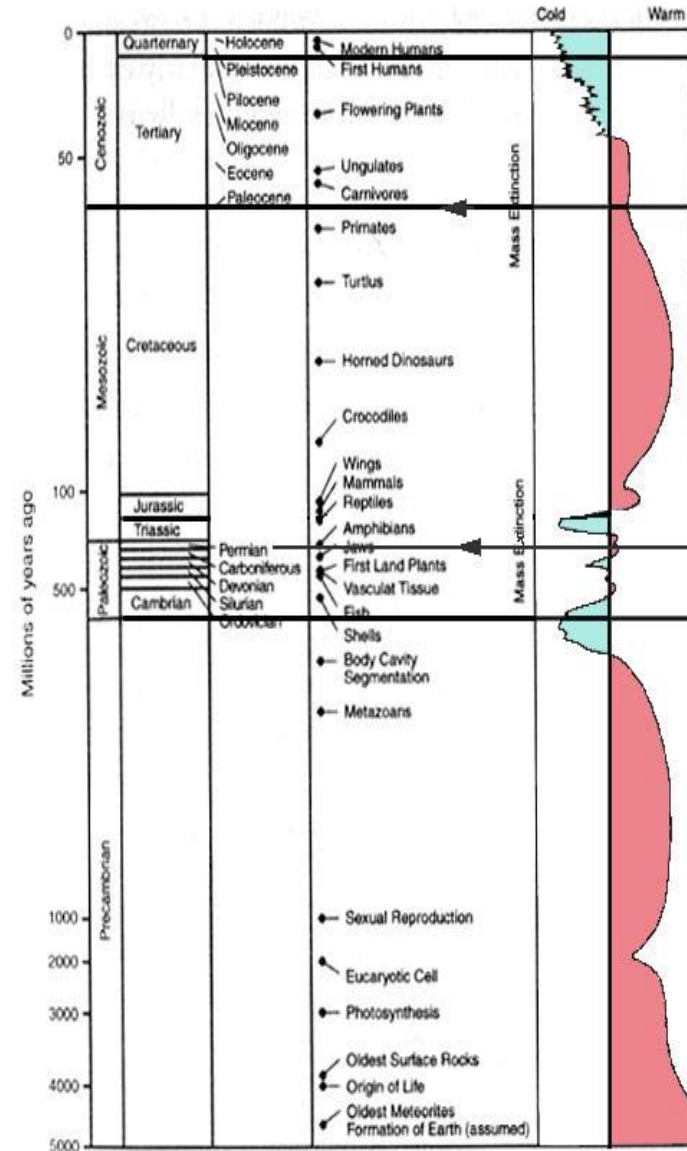 Cold Warm
0
50
100
500
1000
2000
3000
4000
5000
Millions of years ago
Cenozoic
Mesozoic
Paleozoic
Precambrian
Quarternary
Tertiary
Cretaceous
Jurassic
Triassic
Cambrian
Holocene
Pleistocene
Pilocene
Miocene
Oligocene
Eocene
Paleocene
Permian
Carboniferous
Devonian
Silurian
Ordovician
Modern Humans
First Humans
Flowering Plants
Ungulates
Carnivores
Primates
Turtlus
Horned Dinosaurs
Crocodiles
Wings
Mammals
Reptiles
Amphibians
Jaws
First Land Plants
Vasculat Tissue
Fish
Shells
Body Cavity
Segmentation
Metazoans
Sexual Reproduction
Eucaryotic Cell
Photosynthesis
Oldest Surface Rocks
Origin of Life
Oldest Meteorites
Formation of Earth (assumed)
Mass Extinction
Mass Extinction